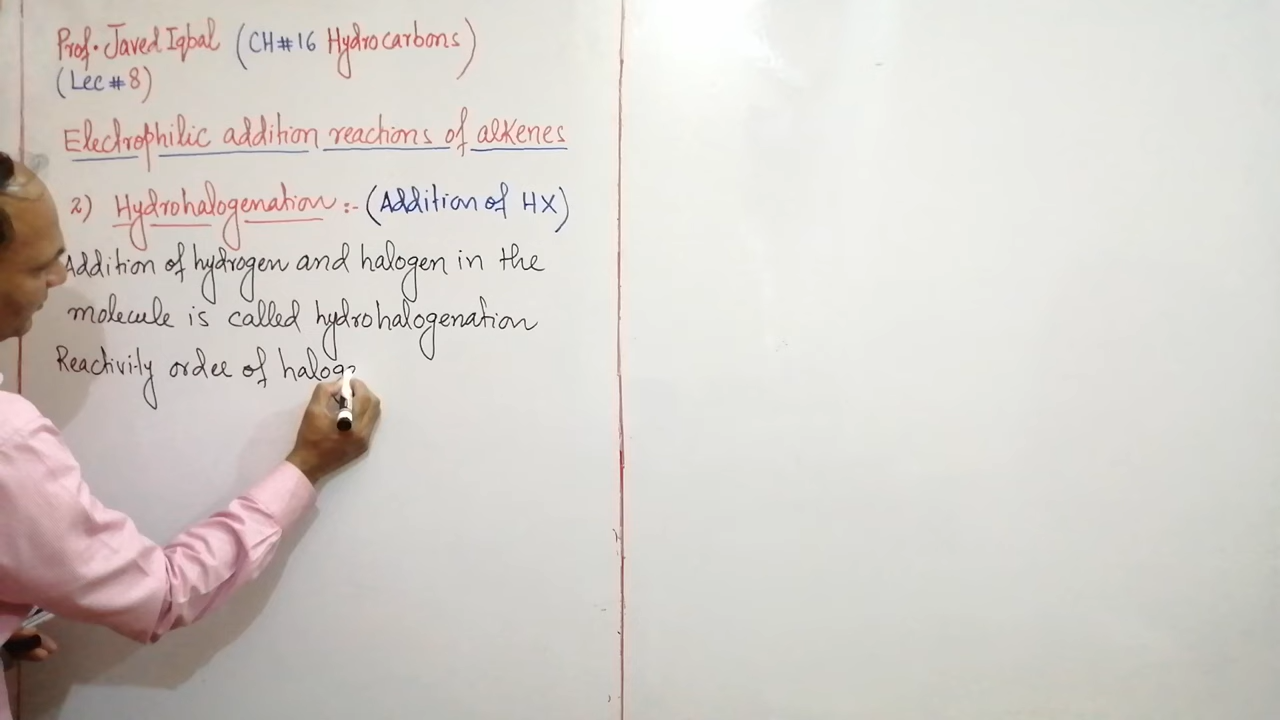 Prof. Javed Iqbal (CH#16 Hydrocarbons)
(Lec # 8)
Electrophilic addition reactions of alkenes
2) Hydrohalogenation :- (Addition of HX)
Addition of hydrogen and halogen in the
molecule is called hydrohalogenation
Reactivity order of haloge